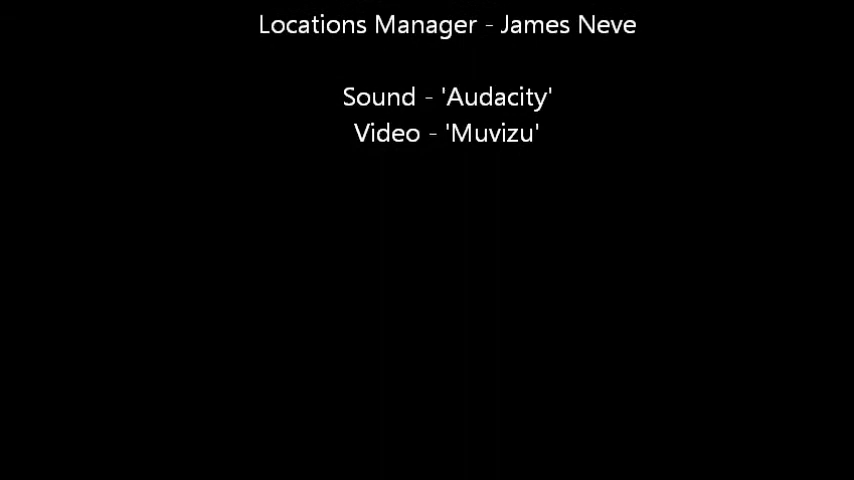 Locations Manager - James Neve
Sound - 'Audacity'
Video - 'Muvizu'